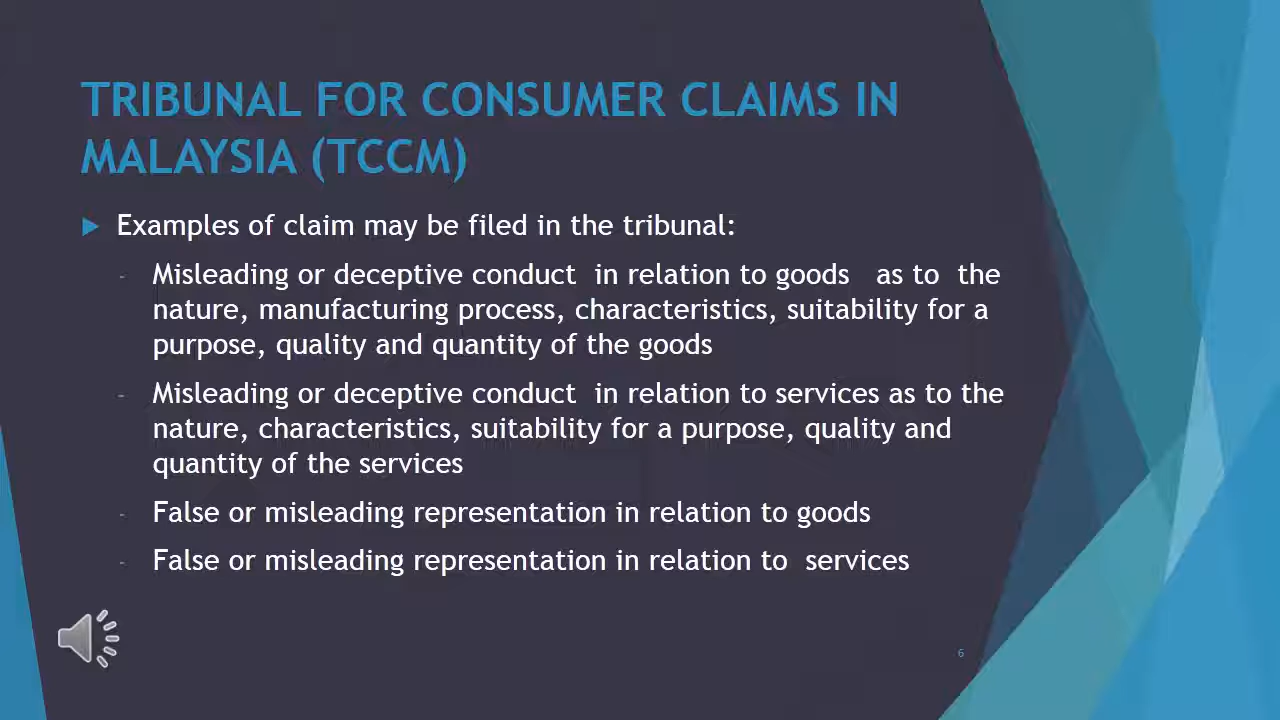 TRIBUNAL FOR CONSUMER CLAIMS IN
MALAYSIA (TCCM)
Examples of claim may be filed in the tribunal:
- Misleading or deceptive conduct in relation to goods as to the
nature, manufacturing process, characteristics, suitability for a
purpose, quality and quantity of the goods
- Misleading or deceptive conduct in relation to services as to the
nature, characteristics, suitability for a purpose, quality and
quantity of the services
- False or misleading representation in relation to goods
- False or misleading representation in relation to services
6